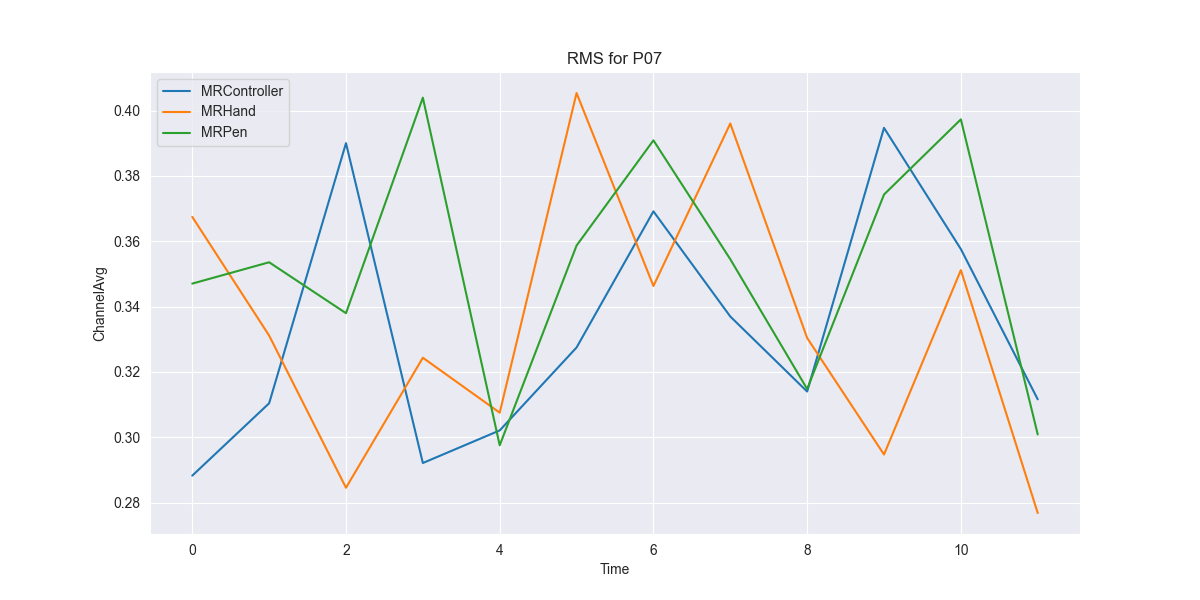 RMS for P07
MRController
MRHand
MRPen
0.40
0.38
0.36
0.34
0.32
0.30
0.28
ChannelAvg
0 2 4 6 8 10
Time